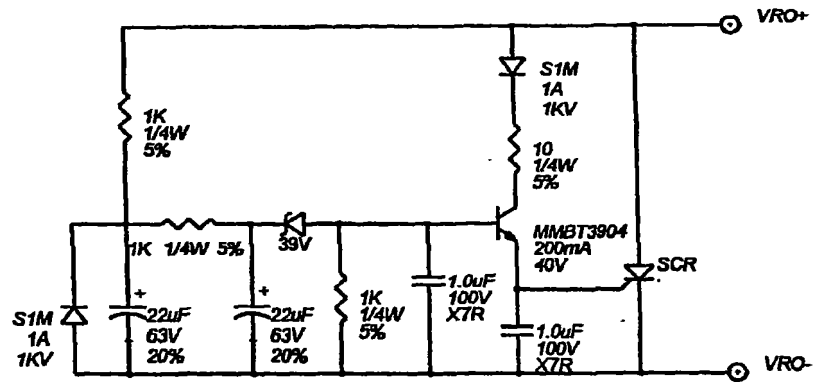 VRO+
S1M
1A
1KV
1K
1/4W
5%
10
1/4W
5%
1K 1/4W 5%
39V
MMBT3904
200mA
40V
SCR
+
+
S1M
1A
1KV
22uF
63V
20%
22uF
63V
20%
1K
1/4W
5%
1.0uF
100V
X7R
1.0uF
100V
X7R
VRO-